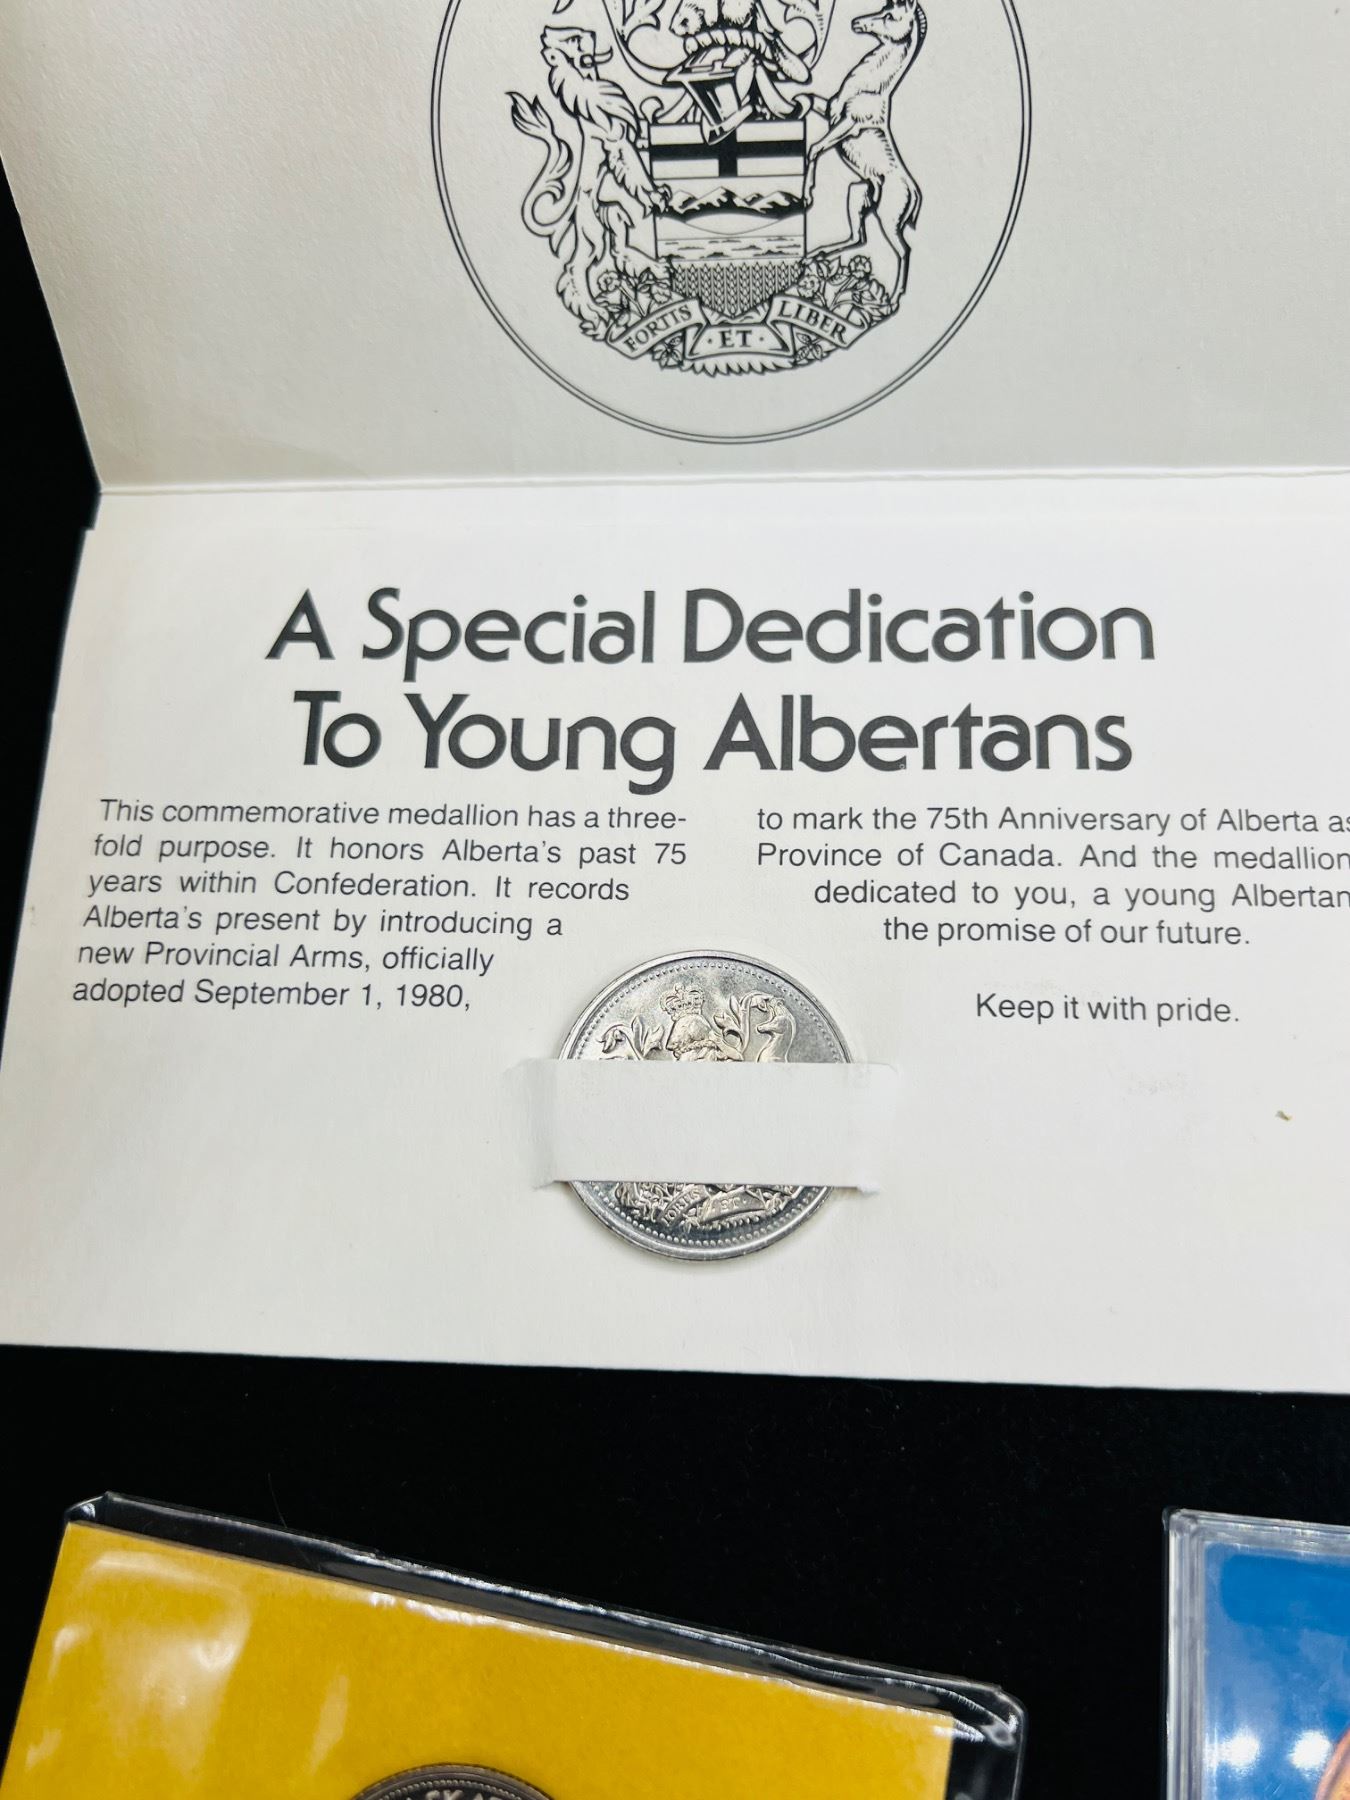 FORTIS ET LIBER
A Special Dedication
To Young Albertans
This commemorative medallion has a three-
fold purpose. It honors Alberta's past 75
years within Confederation. It records
Alberta's present by introducing a
new Provincial Arms, officially
adopted September 1, 1980,
to mark the 75th Anniversary of Alberta as
Province of Canada. And the medallion
dedicated to you, a young Albertan
the promise of our future.
Keep it with pride.
FORTIS ET